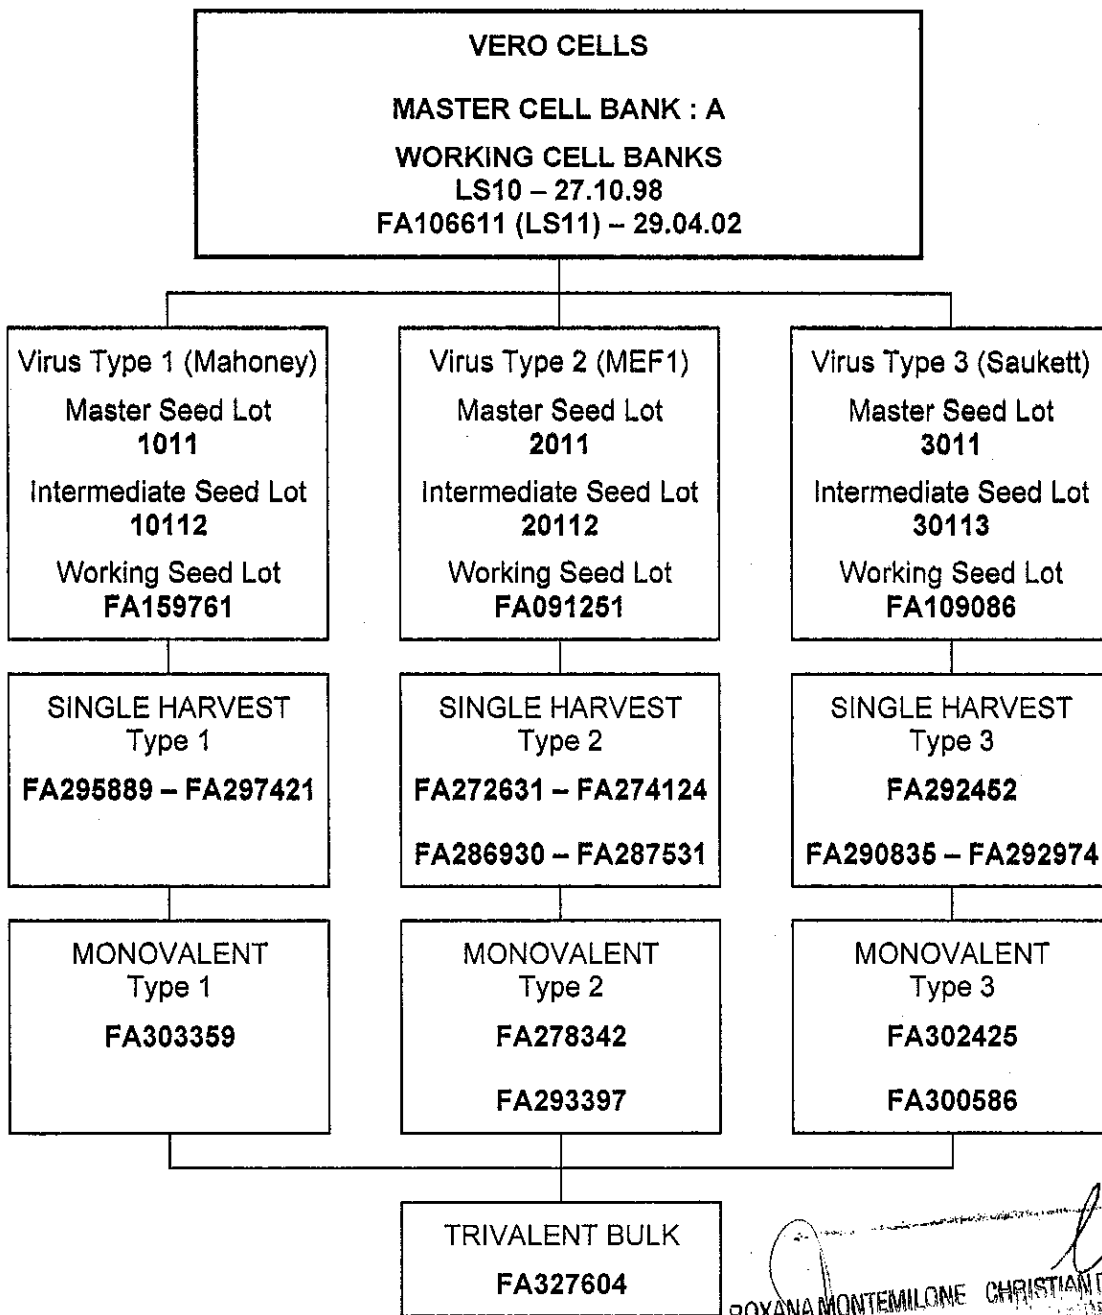 VERO CELLS
MASTER CELL BANK : A
WORKING CELL BANKS
LS10 – 27.10.98
FA106611 (LS11) – 29.04.02
Virus Type 1 (Mahoney)
Master Seed Lot
1011
Intermediate Seed Lot
10112
Working Seed Lot
FA159761
Virus Type 2 (MEF1)
Master Seed Lot
2011
Intermediate Seed Lot
20112
Working Seed Lot
FA091251
Virus Type 3 (Saukett)
Master Seed Lot
3011
Intermediate Seed Lot
30113
Working Seed Lot
FA109086
SINGLE HARVEST
Type 1
FA295889 – FA297421
SINGLE HARVEST
Type 2
FA272631 – FA274124
FA286930 – FA287531
SINGLE HARVEST
Type 3
FA292452
FA290835 – FA292974
MONOVALENT
Type 1
FA303359
MONOVALENT
Type 2
FA278342
FA293397
MONOVALENT
Type 3
FA302425
FA300586
TRIVALENT BULK
FA327604
ROXANA MONTEMILONE CHRISTIAN